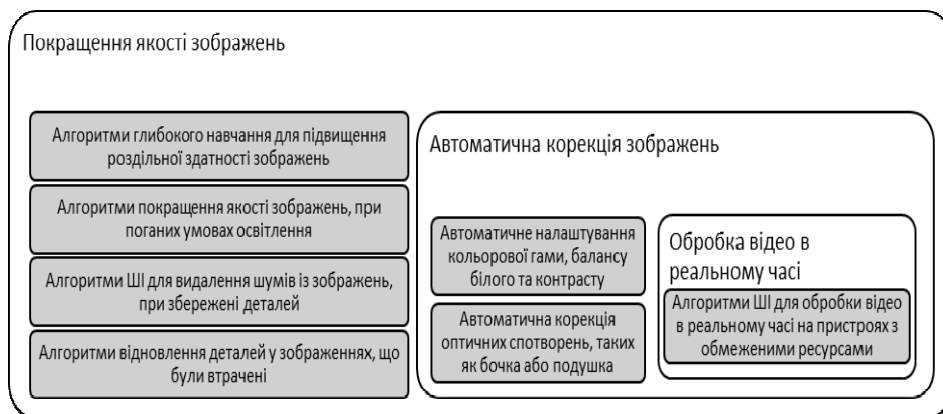 Покращення якості зображень
Алгоритми глибокого навчання для підвищення
роздільної здатності зображень
Алгоритми покращення якості зображень, при
поганих умовах освітлення
Алгоритми ШІ для видалення шумів із зображень,
при збережені деталей
Алгоритми відновлення деталей у зображеннях, що
були втрачені
Автоматична корекція зображень
Автоматичне налаштування
кольорової гами, балансу
білого та контрасту
Автоматична корекція
оптичних спотворень, таких
як бочка або подушка
Обробка відео в
реальному часі
Алгоритми ШІ для обробки відео
в реальному часі на пристроях з
обмеженими ресурсами